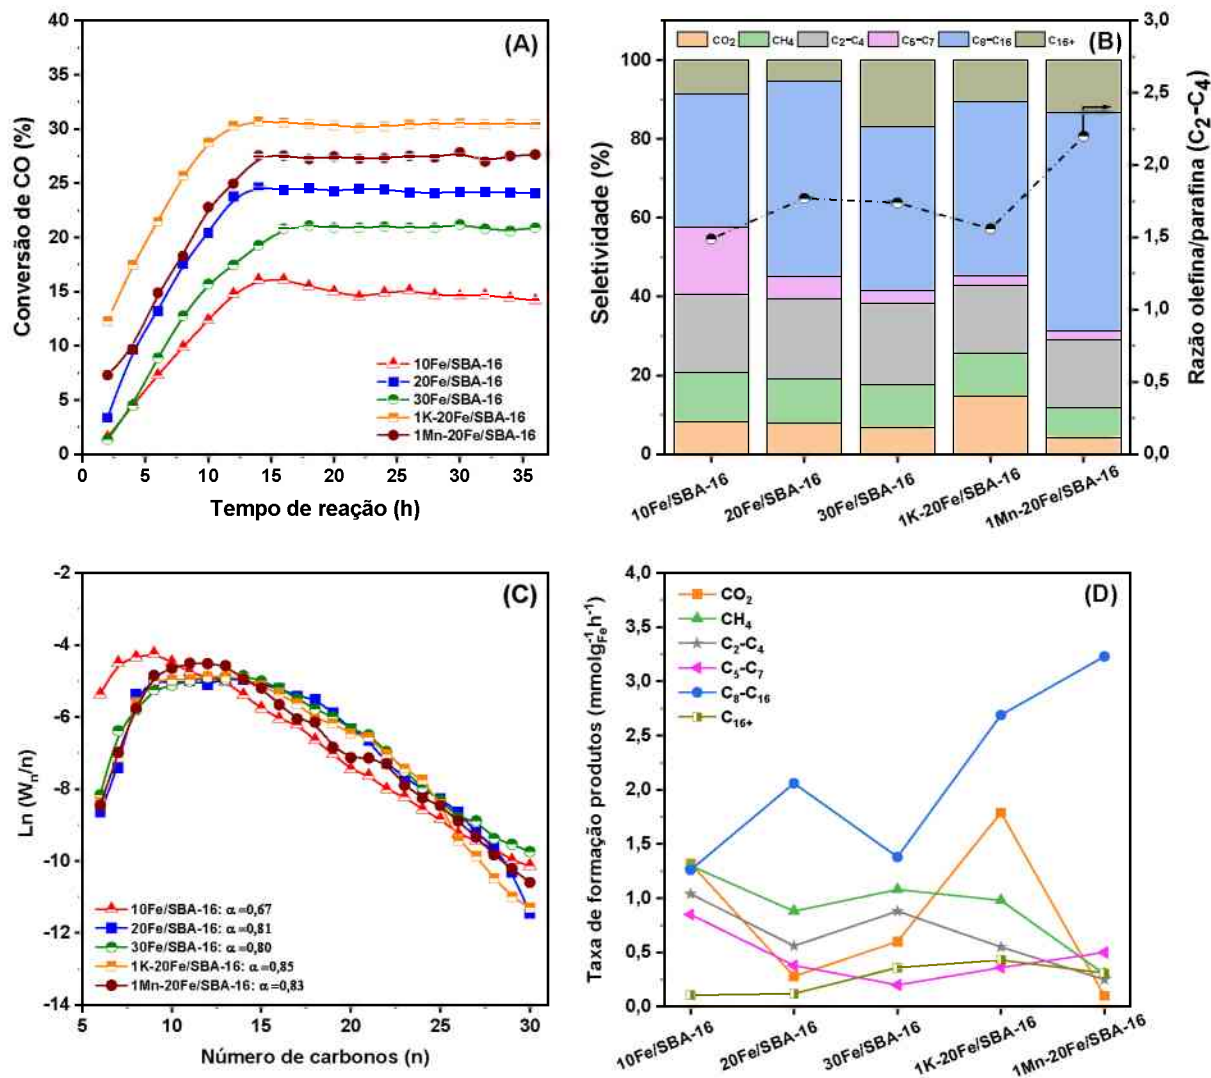 (A)
Conversão de CO (%)
40
35
30
25
20
15
10
5
0
10Fe/SBA-16
20Fe/SBA-16
30Fe/SBA-16
1K-20Fe/SBA-16
1Mn-20Fe/SBA-16
0 5 10 15 20 25 30 35
Tempo de reação (h)
CO₂ CH₄ C₂-C₄ C₅-C₇ C₈-C₁₆ C₁₆₊
(B)
Seletividade (%)
100
80
60
40
20
0
3,0
2,5
2,0
1,5
1,0
0,5
0,0
Razão olefina/parafina (C₂-C₄)
10Fe/SBA-16
20Fe/SBA-16
30Fe/SBA-16
1K-20Fe/SBA-16
1Mn-20Fe/SBA-16
(C)
Ln (Wₙ/n)
-2
-4
-6
-8
-10
-12
-14
10Fe/SBA-16: α=0,67
20Fe/SBA-16: α=0,81
30Fe/SBA-16: α=0,80
1K-20Fe/SBA-16: α=0,85
1Mn-20Fe/SBA-16: α=0,83
5 10 15 20 25 30
Número de carbonos (n)
(D)
Taxa de formação produtos (mmolg⁻¹Feh⁻¹)
4,0
3,5
3,0
2,5
2,0
1,5
1,0
0,5
0,0
CO₂
CH₄
C₂-C₄
C₅-C₇
C₈-C₁₆
C₁₆₊
10Fe/SBA-16
20Fe/SBA-16
30Fe/SBA-16
1K-20Fe/SBA-16
1Mn-20Fe/SBA-16